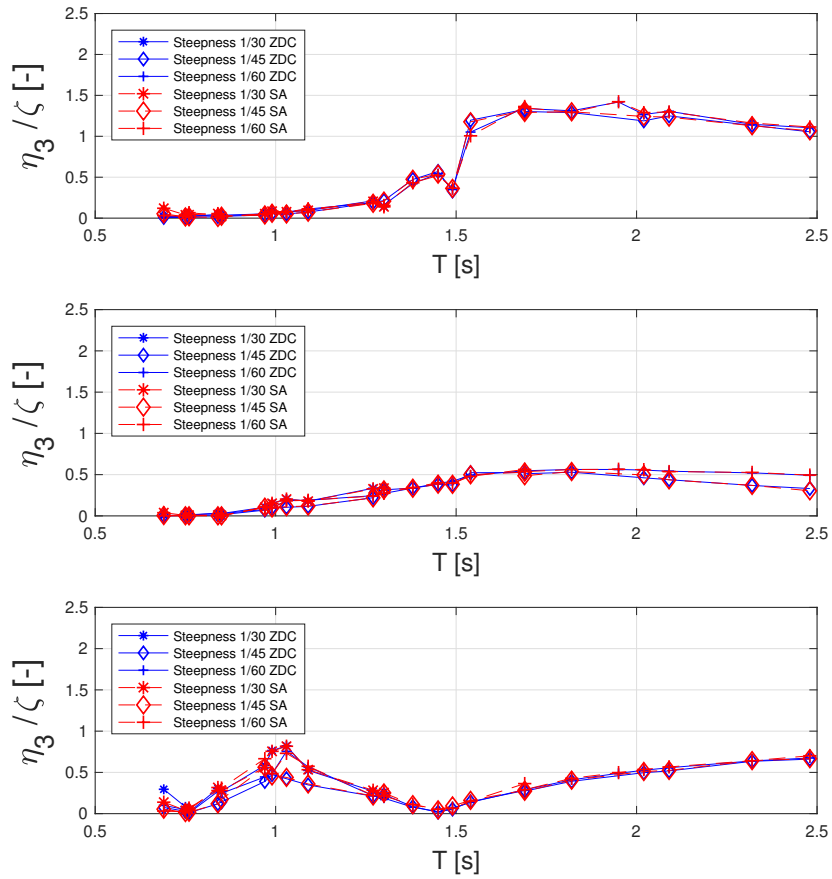 2.5
2
1.5
1
0.5
0
η3 / ζ [-]
Steepness 1/30 ZDC
Steepness 1/45 ZDC
Steepness 1/60 ZDC
Steepness 1/30 SA
Steepness 1/45 SA
Steepness 1/60 SA
0.5 1 1.5 2 2.5
T [s]
2.5
2
1.5
1
0.5
0
η3 / ζ [-]
Steepness 1/30 ZDC
Steepness 1/45 ZDC
Steepness 1/60 ZDC
Steepness 1/30 SA
Steepness 1/45 SA
Steepness 1/60 SA
0.5 1 1.5 2 2.5
T [s]
2.5
2
1.5
1
0.5
0
η3 / ζ [-]
Steepness 1/30 ZDC
Steepness 1/45 ZDC
Steepness 1/60 ZDC
Steepness 1/30 SA
Steepness 1/45 SA
Steepness 1/60 SA
0.5 1 1.5 2 2.5
T [s]